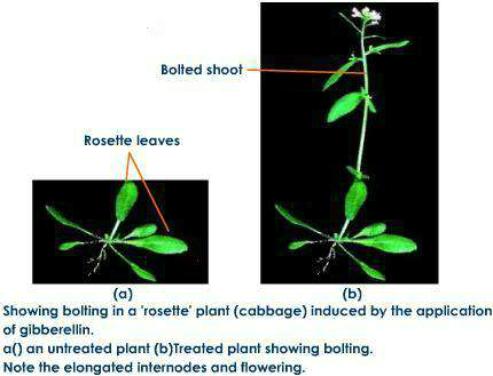 Bolted shoot
Rosette leaves
(a)
(b)
Showing bolting in a 'rosette' plant (cabbage) induced by the application
of gibberellin.
a() an untreated plant (b)Treated plant showing bolting.
Note the elongated internodes and flowering.